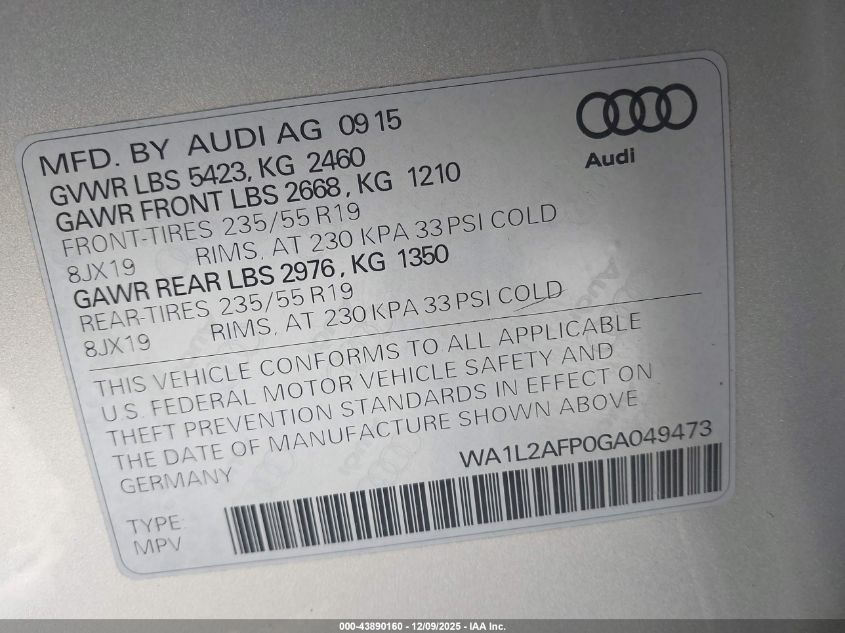 MFD. BY AUDI AG 09 15
GVWR LBS 5423, KG 2460
GAWR FRONT LBS 2668, KG 1210
FRONT-TIRES 235/55 R19
8JX19 RIMS, AT 230 KPA 33 PSI COLD
GAWR REAR LBS 2976, KG 1350
REAR-TIRES 235/55 R19
8JX19 RIMS, AT 230 KPA 33 PSI COLD
Audi
THIS VEHICLE CONFORMS TO ALL APPLICABLE
U.S. FEDERAL MOTOR VEHICLE SAFETY AND
THEFT PREVENTION STANDARDS IN EFFECT ON
THE DATE OF MANUFACTURE SHOWN ABOVE
GERMANY WA1L2AFP0GA049473
TYPE:
MPV
000-43890160 - 12/09/2025 - IAA Inc.